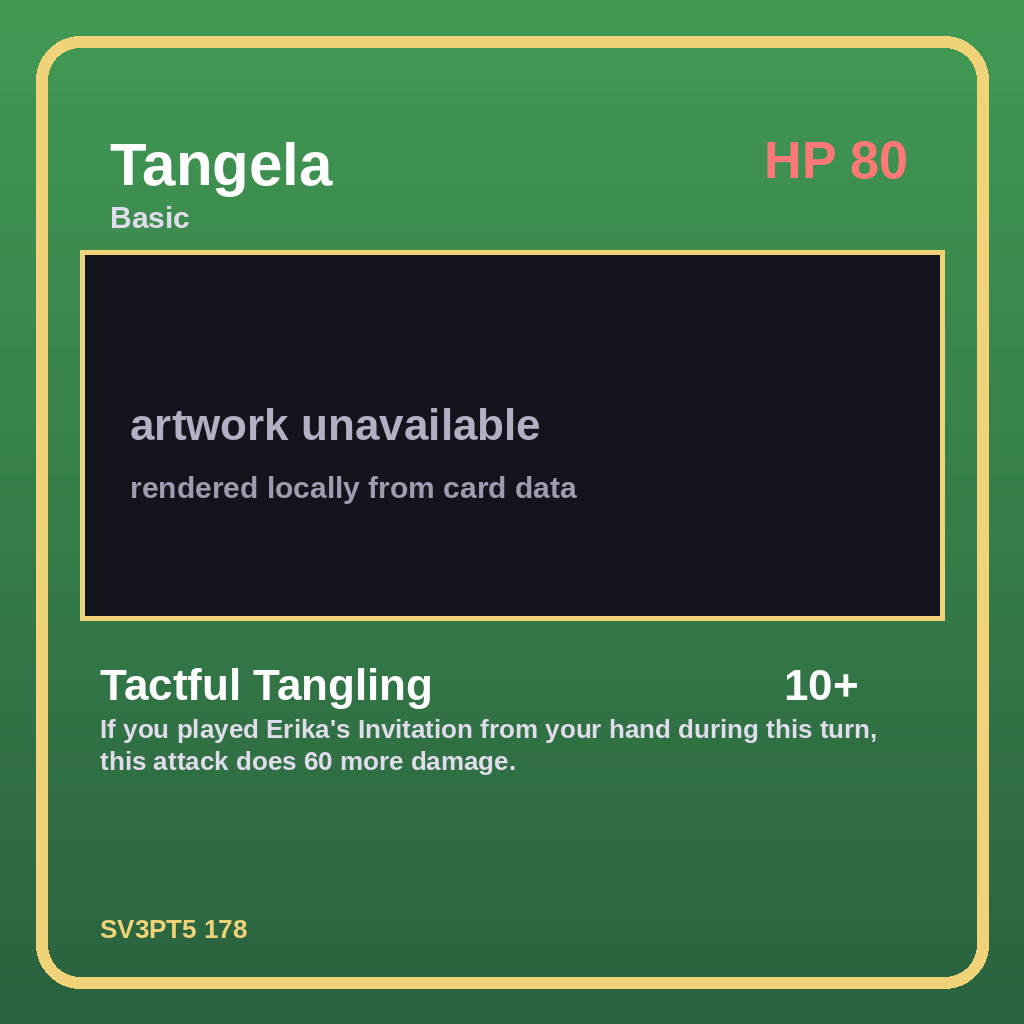 Tangela
HP 80
Basic
artwork unavailable
rendered locally from card data
Tactful Tangling
10+
If you played Erika's Invitation from your hand during this turn,
this attack does 60 more damage.
SV3PT5 178